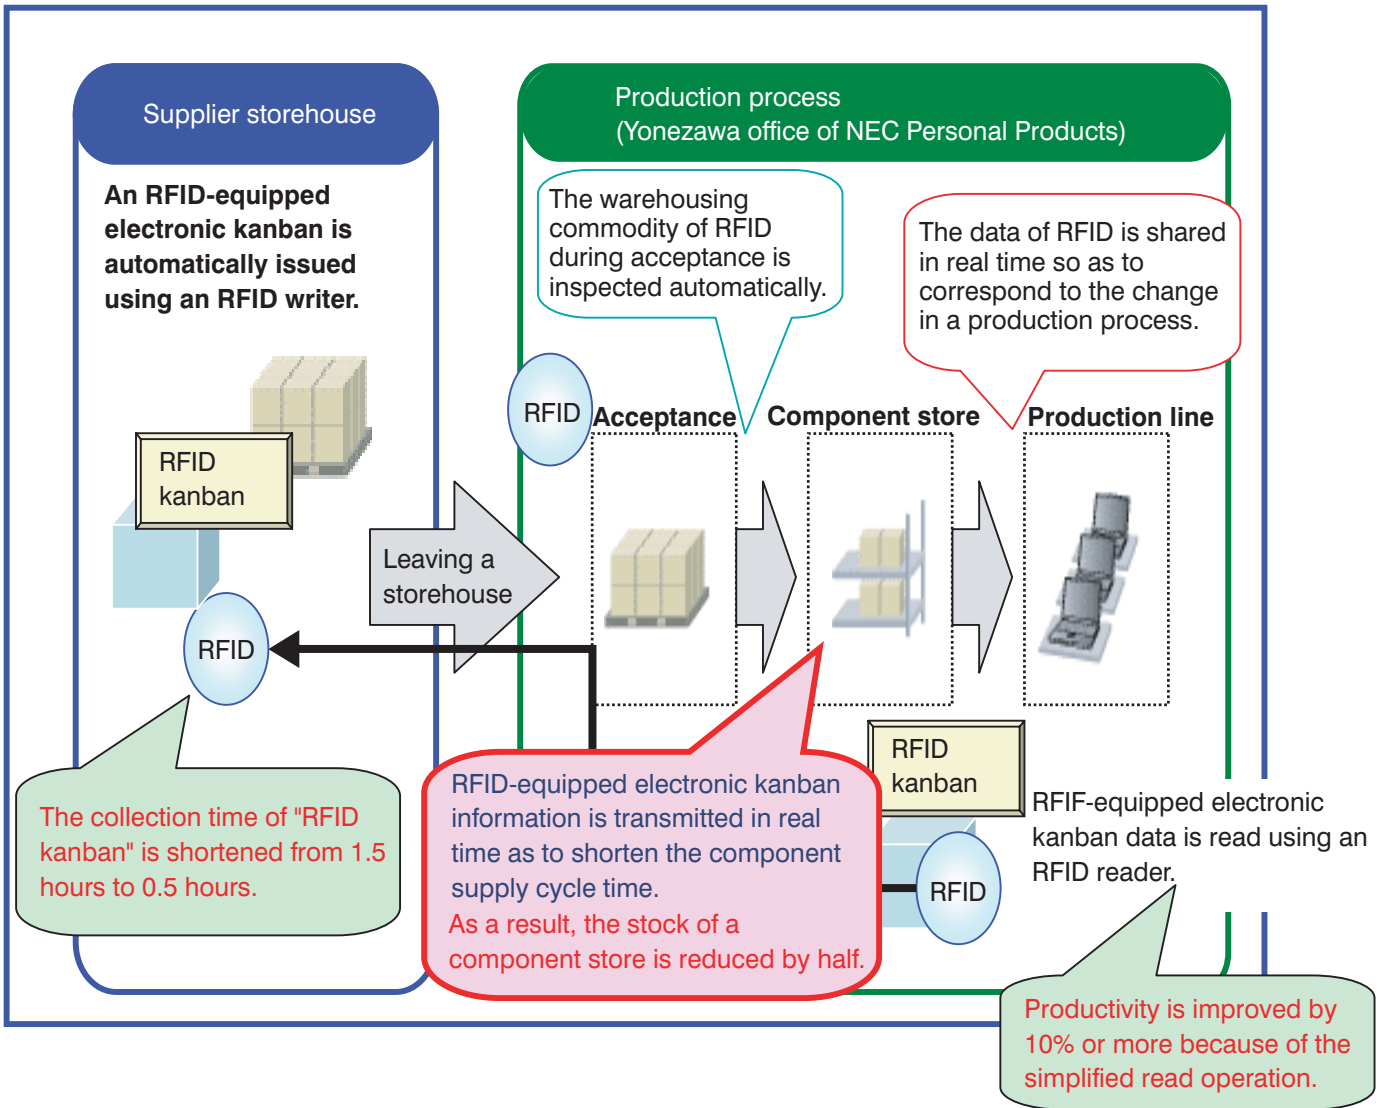 Supplier storehouse
An RFID-equipped
electronic kanban is
automatically issued
using an RFID writer.
RFID
kanban
RFID
Leaving a
storehouse
The collection time of "RFID
kanban" is shortened from 1.5
hours to 0.5 hours.
Production process
(Yonezawa office of NEC Personal Products)
The warehousing
commodity of RFID
during acceptance is
inspected automatically.
The data of RFID is shared
in real time so as to
correspond to the change
in a production process.
RFID
Acceptance
Component store
Production line
RFID-equipped electronic kanban
information is transmitted in real
time as to shorten the component
supply cycle time.
As a result, the stock of a
component store is reduced by half.
RFID
kanban
RFID
RFIF-equipped electronic
kanban data is read using an
RFID reader.
Productivity is improved by
10% or more because of the
simplified read operation.